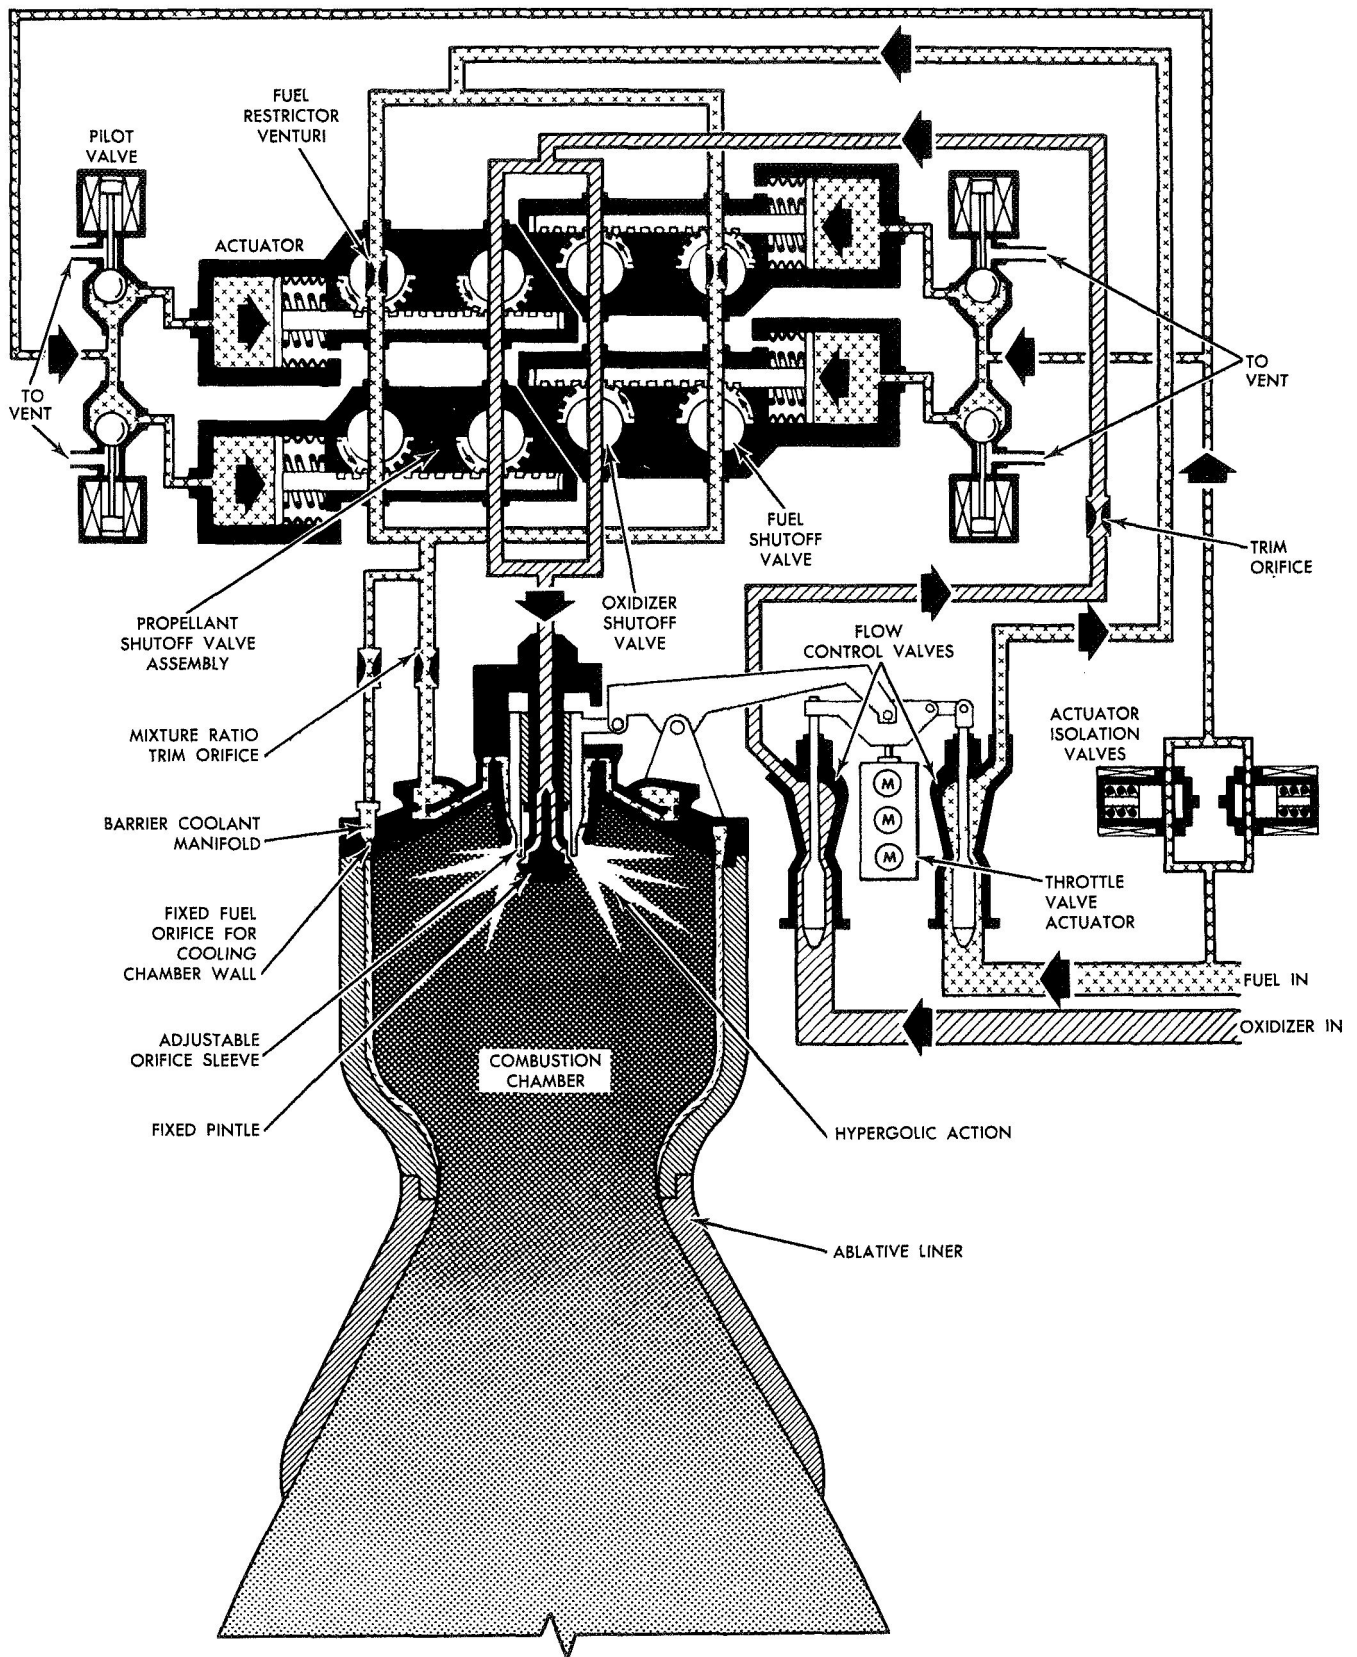 FUEL
RESTRICTOR
VENTURI
PILOT
VALVE
ACTUATOR
TO
VENT
TO
VENT
FUEL
SHUTOFF
VALVE
TRIM
ORIFICE
OXIDIZER
SHUTOFF
VALVE
PROPELLANT
SHUTOFF VALVE
ASSEMBLY
FLOW
CONTROL VALVES
MIXTURE RATIO
TRIM ORIFICE
ACTUATOR
ISOLATION
VALVES
M
M
M
BARRIER COOLANT
MANIFOLD
THROTTLE
VALVE
ACTUATOR
FIXED FUEL
ORIFICE FOR
COOLING
CHAMBER WALL
FUEL IN
OXIDIZER IN
ADJUSTABLE
ORIFICE SLEEVE
COMBUSTION
CHAMBER
FIXED PINTLE
HYPERGOLIC ACTION
ABLATIVE LINER